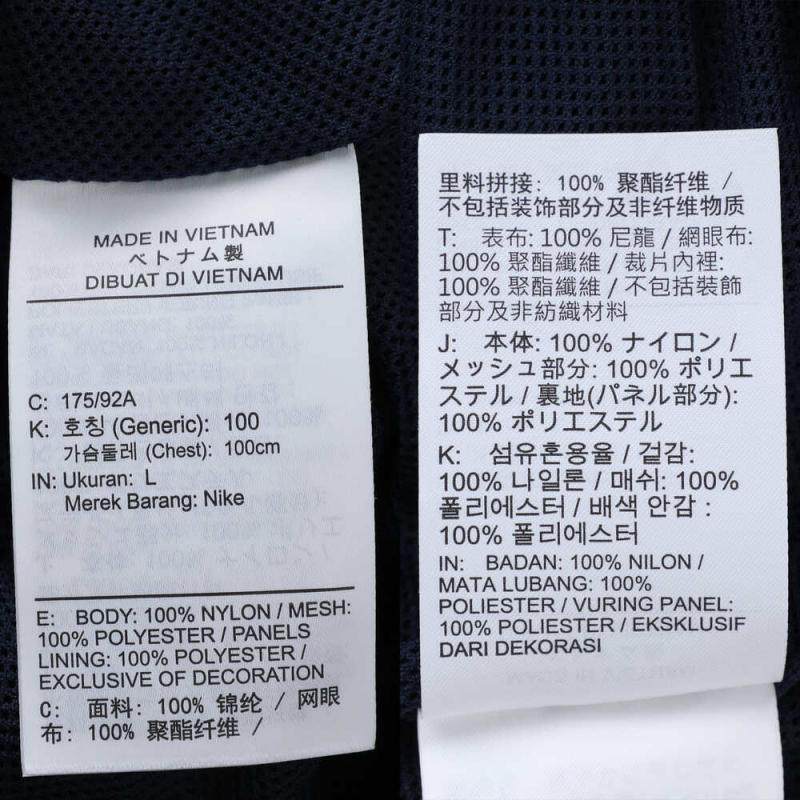 MADE IN VIETNAM
ベトナム製
DIBUAT DI VIETNAM
C: 175/92A
K: 호칭 (Generic): 100
가슴둘레 (Chest): 100cm
IN: Ukuran: L
Merek Barang: Nike
E: BODY: 100% NYLON / MESH:
100% POLYESTER / PANELS
LINING: 100% POLYESTER /
EXCLUSIVE OF DECORATION
C: 面料: 100% 锦纶 / 网眼
布: 100% 聚酯纤维 /
里料拼接: 100% 聚酯纤维 /
不包括装饰部分及非纤维物质
T: 表布: 100% 尼龍 / 網眼布:
100% 聚酯纖維 / 裁片內裡:
100% 聚酯纖維 / 不包括裝飾
部分及非紡織材料
J: 本体: 100% ナイロン /
メッシュ部分: 100% ポリエ
ステル / 裏地(パネル部分):
100% ポリエステル
K: 섬유혼용율 / 겉감:
100% 나일론 / 매쉬: 100%
폴리에스터 / 배색 안감 :
100% 폴리에스터
IN: BADAN: 100% NILON /
MATA LUBANG: 100%
POLIESTER / VURING PANEL:
100% POLIESTER / EKSKLUSIF
DARI DEKORASI